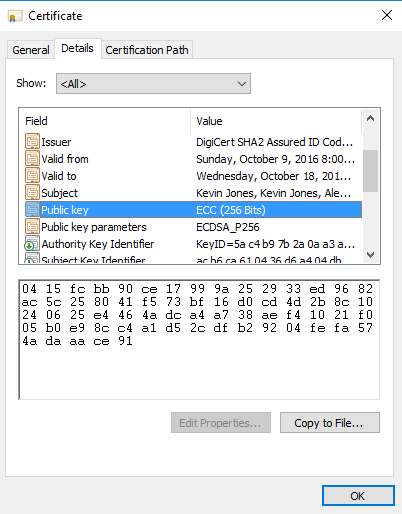 Certificate
General Details Certification Path
Show: <All>
Field Value
Issuer DigiCert SHA2 Assured ID Cod...
Valid from Sunday, October 9, 2016 8:00...
Valid to Wednesday, October 18, 201...
Subject Kevin Jones, Kevin Jones, Ale...
Public key ECC (256 Bits)
Public key parameters ECDSA_P256
Authority Key Identifier KeyID=5a c4 b9 7b 2a 0a a3 a...
Subject Key Identifier ac b6 ca 61 04 36 d6 a4 04 db
04 15 fc bb 90 ce 17 99 9a 25 29 33 ed 96 82
ac 5c 25 80 41 f5 73 bf 16 d0 cd 4d 2b 8c 10
24 06 25 e4 46 4a dc a4 a7 38 ae f4 10 21 f0
05 b0 e9 8c c4 a1 d5 2c df b2 92 04 fe fa 57
4a da aa ce 91
Edit Properties... Copy to File...
OK